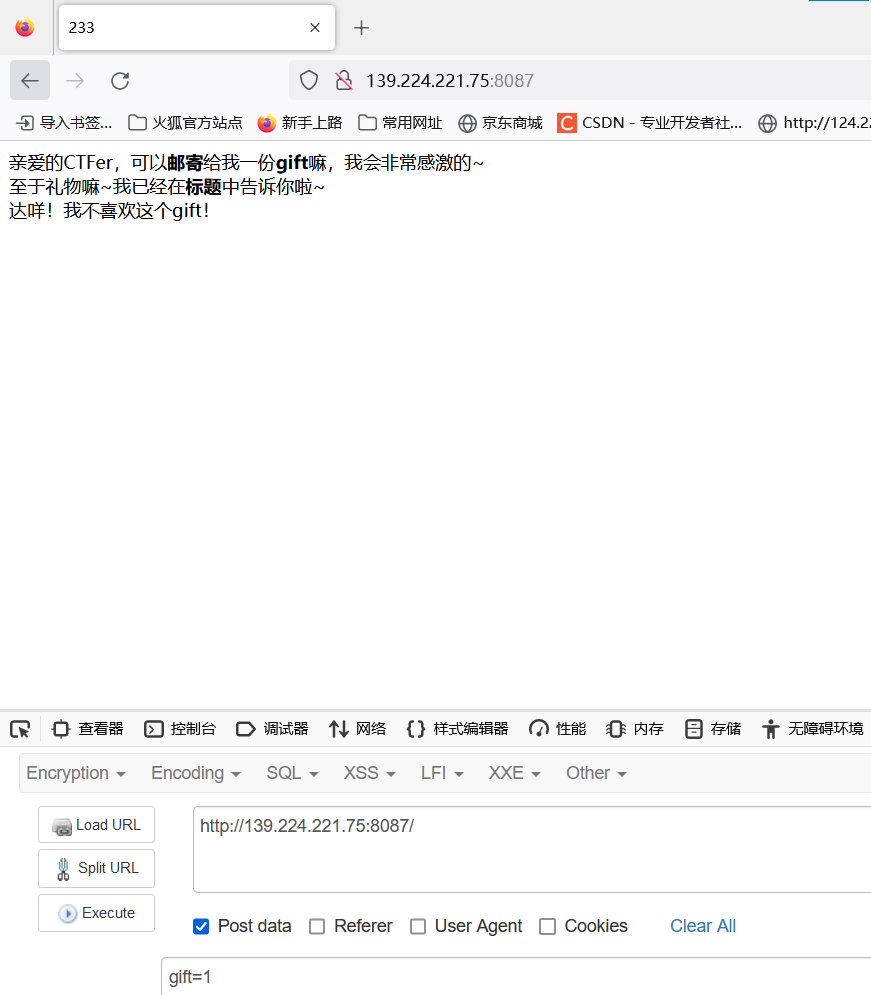 233
139.224.221.75:8087
导入书签... 火狐官方站点 新手上路 常用网址 京东商城 CSDN - 专业开发者社... http://124.22
亲爱的CTFer，可以邮寄给我一份gift嘛，我会非常感激的~
至于礼物嘛~我已经在标题中告诉你啦~
达咩！我不喜欢这个gift！
查看器 控制台 调试器 网络 样式编辑器 性能 内存 存储 无障碍环境
Encryption Encoding SQL XSS LFI XXE Other
Load URL http://139.224.221.75:8087/
Split URL
Execute
Post data Referer User Agent Cookies Clear All
gift=1